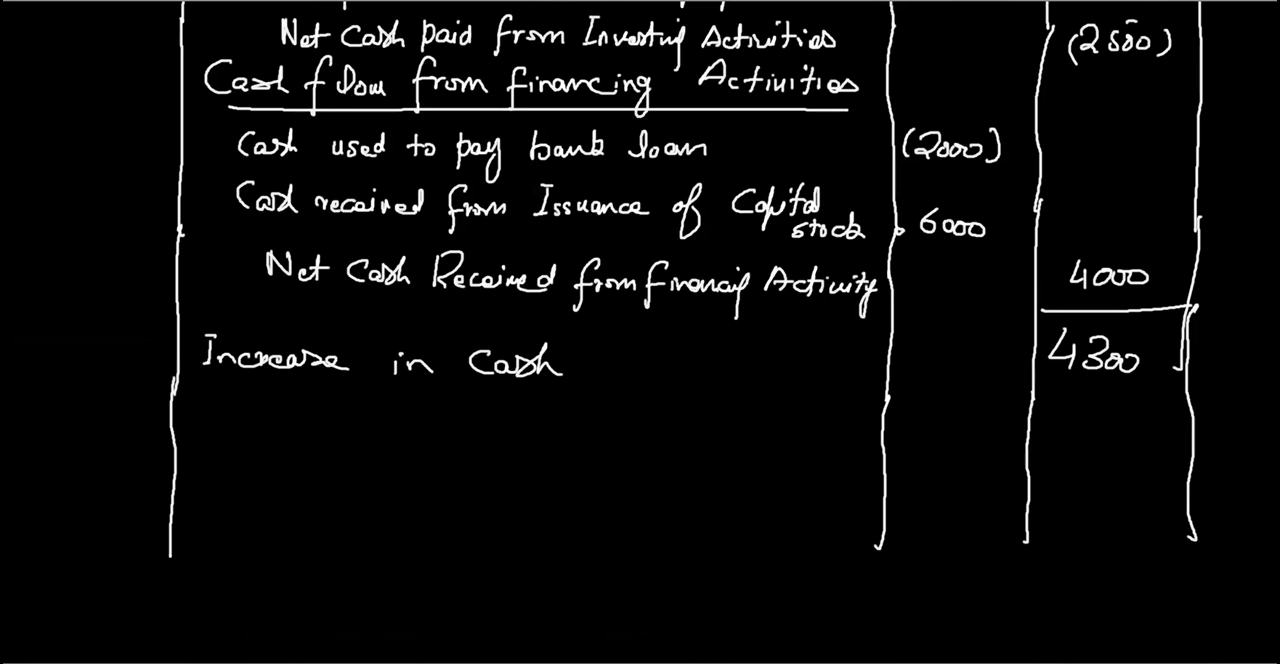 Net Cash paid from Investing Activities (2500)
Cash flow from financing Activities
Cash used to pay bank loan (2000)
Cash received from Issuance of Capital
stock 6000
Net Cash Received from financing Activity 4000
Increase in Cash 4300